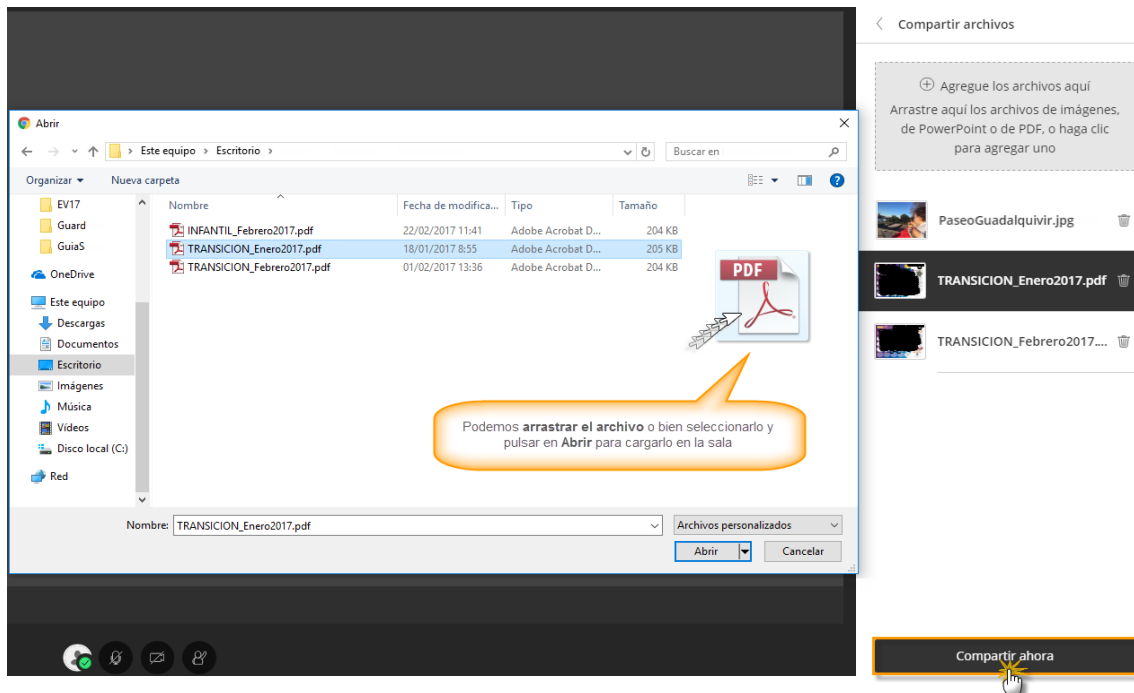 Compartir archivos
Agregue los archivos aquí
Arrastre aquí los archivos de imágenes,
de PowerPoint o de PDF, o haga clic
para agregar uno
PaseoGuadalquivir.jpg
TRANSICION_Enero2017.pdf
TRANSICION_Febrero2017....
Compartir ahora
Abrir
Este equipo > Escritorio >
Buscar en
Organizar
Nueva carpeta
EV17
Guard
GuiaS
OneDrive
Este equipo
Descargas
Documentos
Escritorio
Imágenes
Música
Vídeos
Disco local (C:)
Red
Nombre Fecha de modifica... Tipo Tamaño
INFANTIL_Febrero2017.pdf 22/02/2017 11:41 Adobe Acrobat D... 204 KB
TRANSICION_Enero2017.pdf 18/01/2017 8:55 Adobe Acrobat D... 205 KB
TRANSICION_Febrero2017.pdf 01/02/2017 13:36 Adobe Acrobat D... 204 KB
PDF
Podemos arrastrar el archivo o bien seleccionarlo y
pulsar en Abrir para cargarlo en la sala
Nombre: TRANSICION_Enero2017.pdf
Archivos personalizados
Abrir
Cancelar